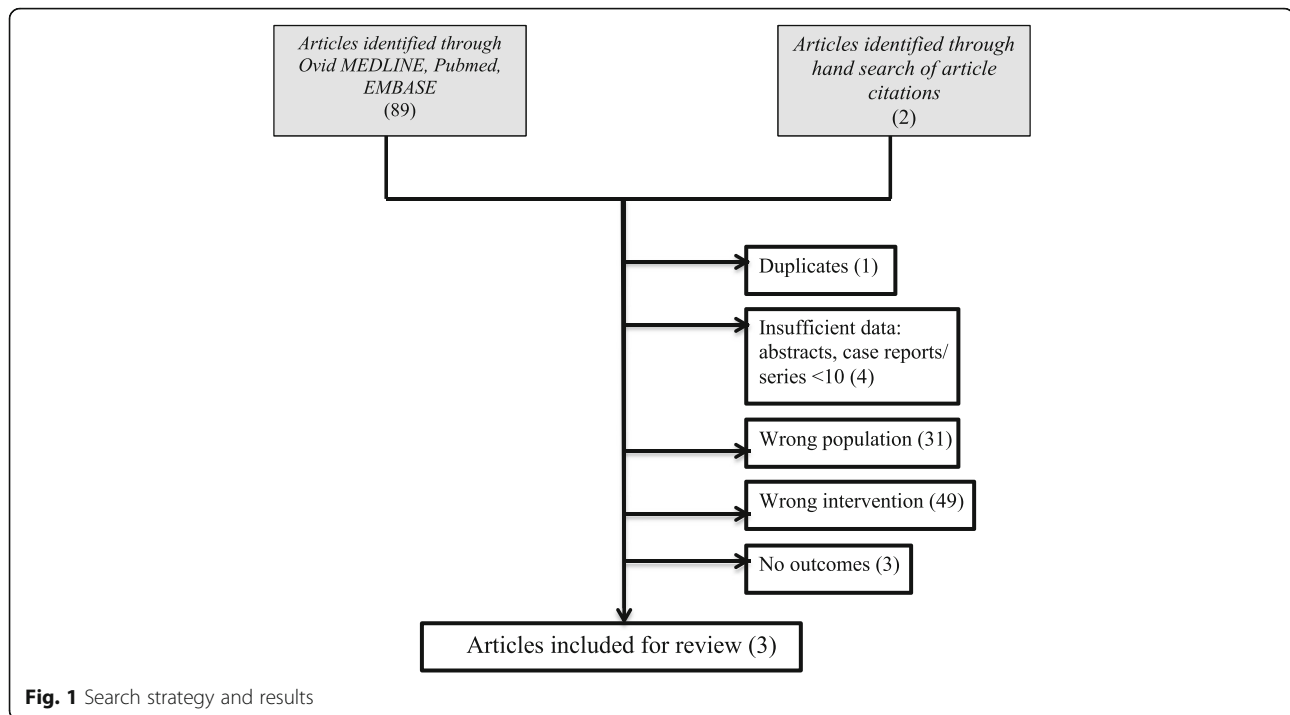 Articles identified through
Ovid MEDLINE, Pubmed,
EMBASE
(89)
Articles identified through
hand search of article
citations
(2)
Duplicates (1)
Insufficient data:
abstracts, case reports/
series <10 (4)
Wrong population (31)
Wrong intervention (49)
No outcomes (3)
Articles included for review (3)
Fig. 1 Search strategy and results